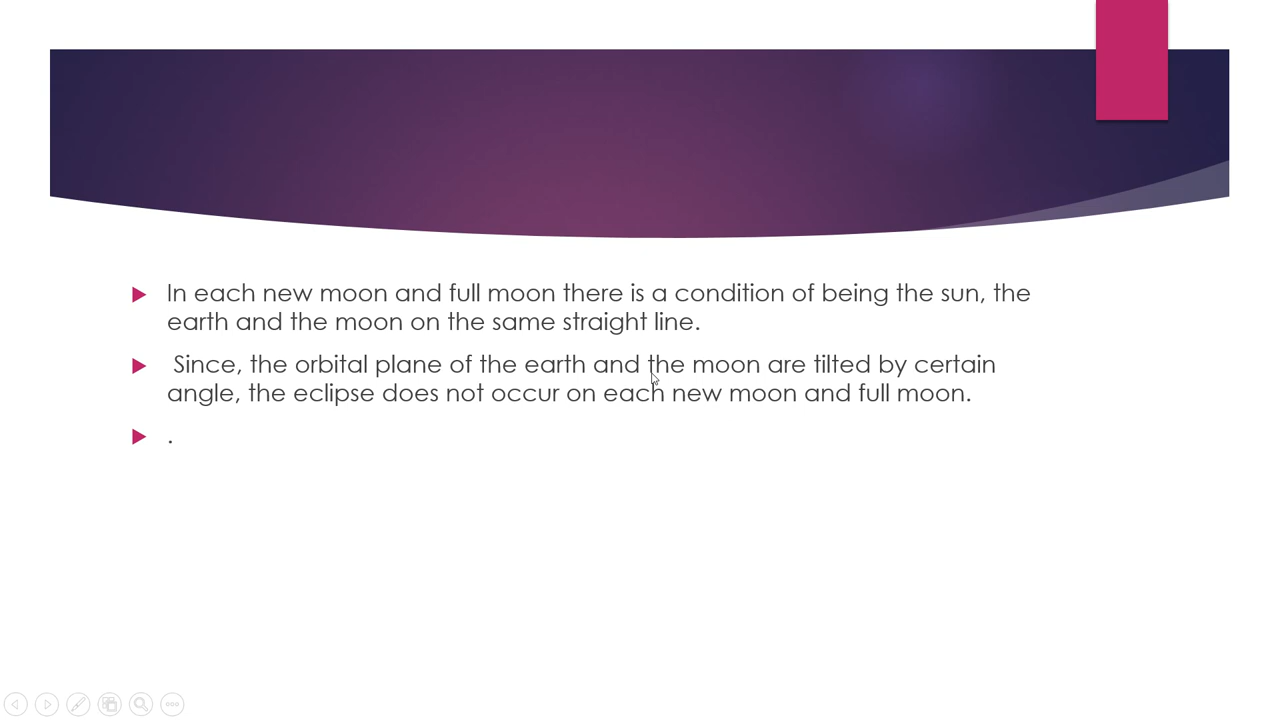 In each new moon and full moon there is a condition of being the sun, the
earth and the moon on the same straight line.
Since, the orbital plane of the earth and the moon are tilted by certain
angle, the eclipse does not occur on each new moon and full moon.
.